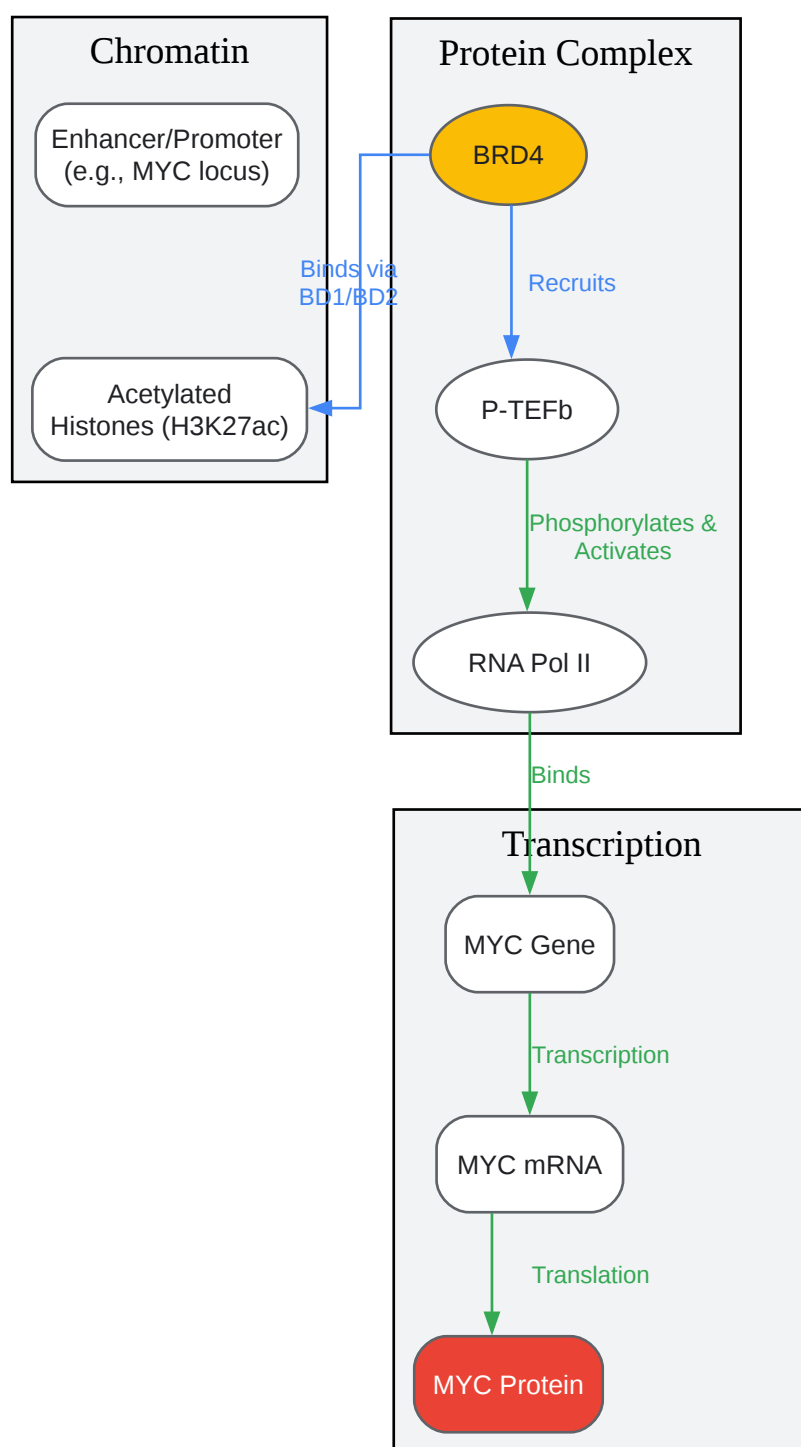 Chromatin
Enhancer/Promoter
(e.g., MYC locus)
Binds via
BD1/BD2
Acetylated
Histones (H3K27ac)
Protein Complex
BRD4
Recruits
P-TEFb
Phosphorylates &
Activates
RNA Pol II
Binds
Transcription
MYC Gene
Transcription
MYC mRNA
Translation
MYC Protein